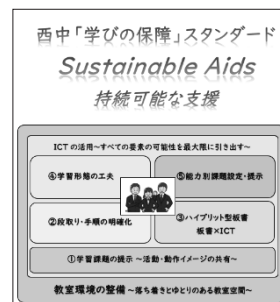 西中「学びの保障」スタンダード
Sustainable Aids
持続可能な支援
ICTの活用～すべての要素の可能性を最大限に引き出す～
④学習形態の工夫
⑤能力別課題設定・提示
②段取り・手順の明確化
③ハイブリット型板書
板書×ICT
①学習課題の提示 ～活動・動作イメージの共有～
教室環境の整備 ～落ち着きとゆとりのある教室空間～